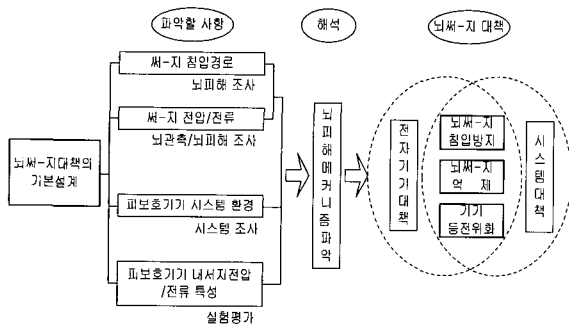 파악할 사항
해석
뇌써-지 대책
써-지 침입경로
뇌피해 조사
써-지 전압/전류
뇌관측/뇌피해 조사
뇌써-지대책의
기본설계
피보호기기 시스템 환경
시스템 조사
피보호기기 내서지전압
/전류 특성
실험평가
뇌피해메커니즘파악
전자기기대책
뇌써-지
침입방지
뇌써-지
억 제
기기
등전위화
시스템대책